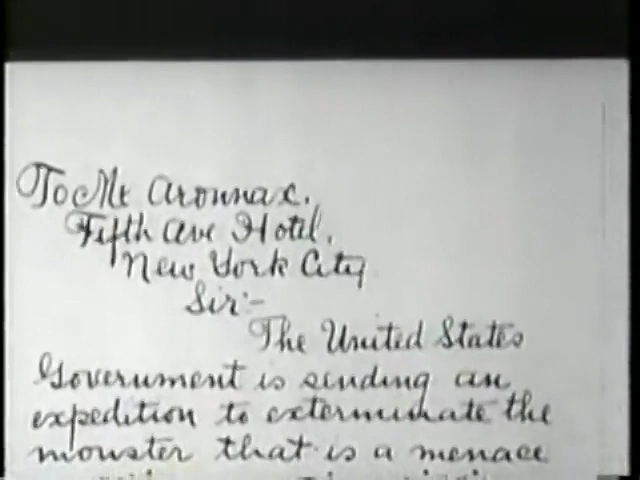 To Mr Aronnax.
Fifth Ave Hotel,
New York City
Sir:-
The United States
Government is sending an
expedition to exterminate the
monster that is a menace